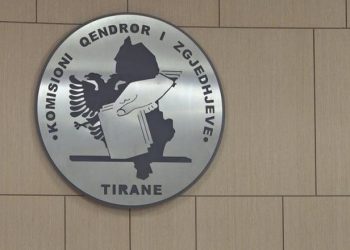 • KOMISIONI QENDROR I ZGJEDHJEVE •
TIRANE